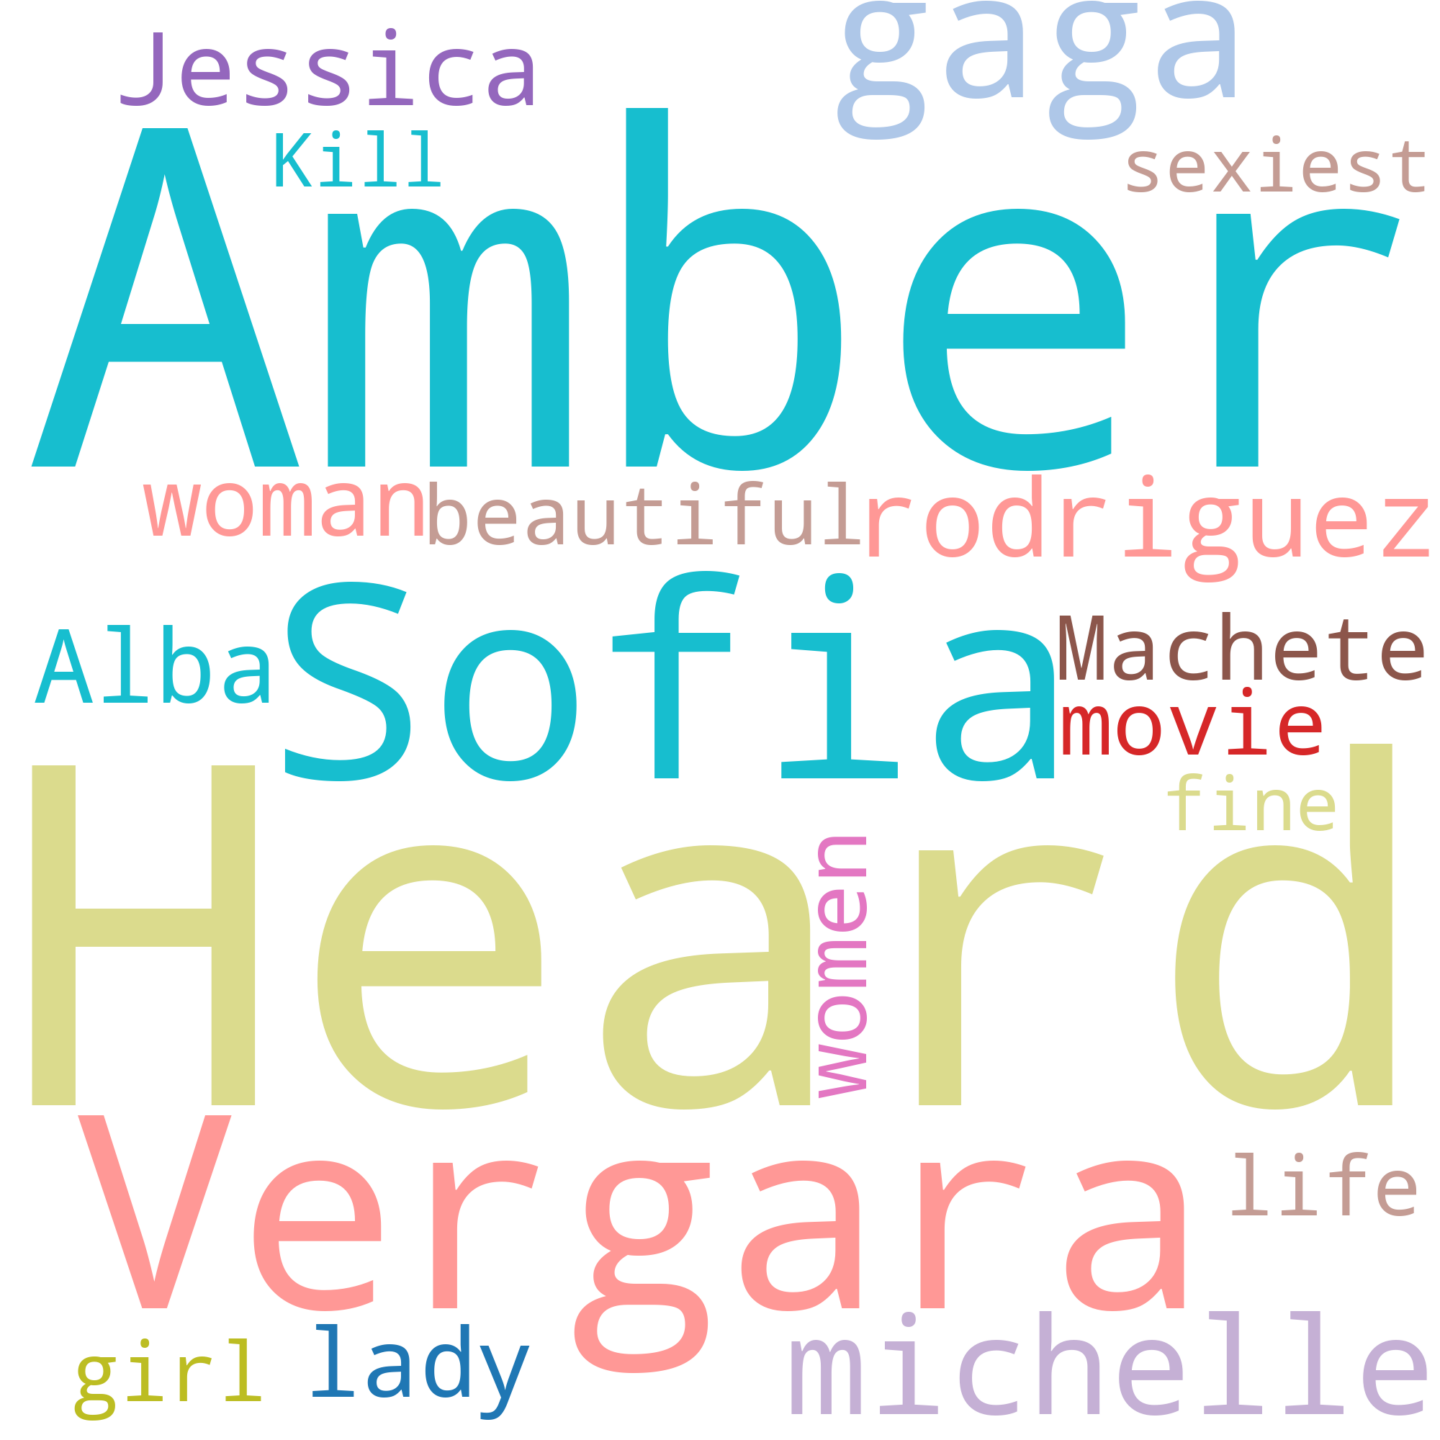 gaga
Jessica
Kill
sexiest
Amber
woman
beautiful
rodriguez
Sofia
Alba
Machete
movie
fine
Heard
women
Vergara
life
girl
lady
michelle